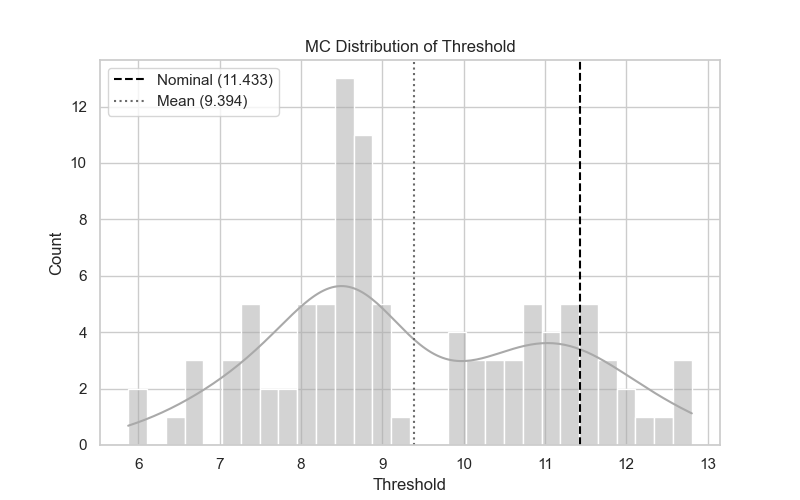 MC Distribution of Threshold
Nominal (11.433)
Mean (9.394)
12
10
8
6
4
2
0
Count
6 7 8 9 10 11 12 13
Threshold